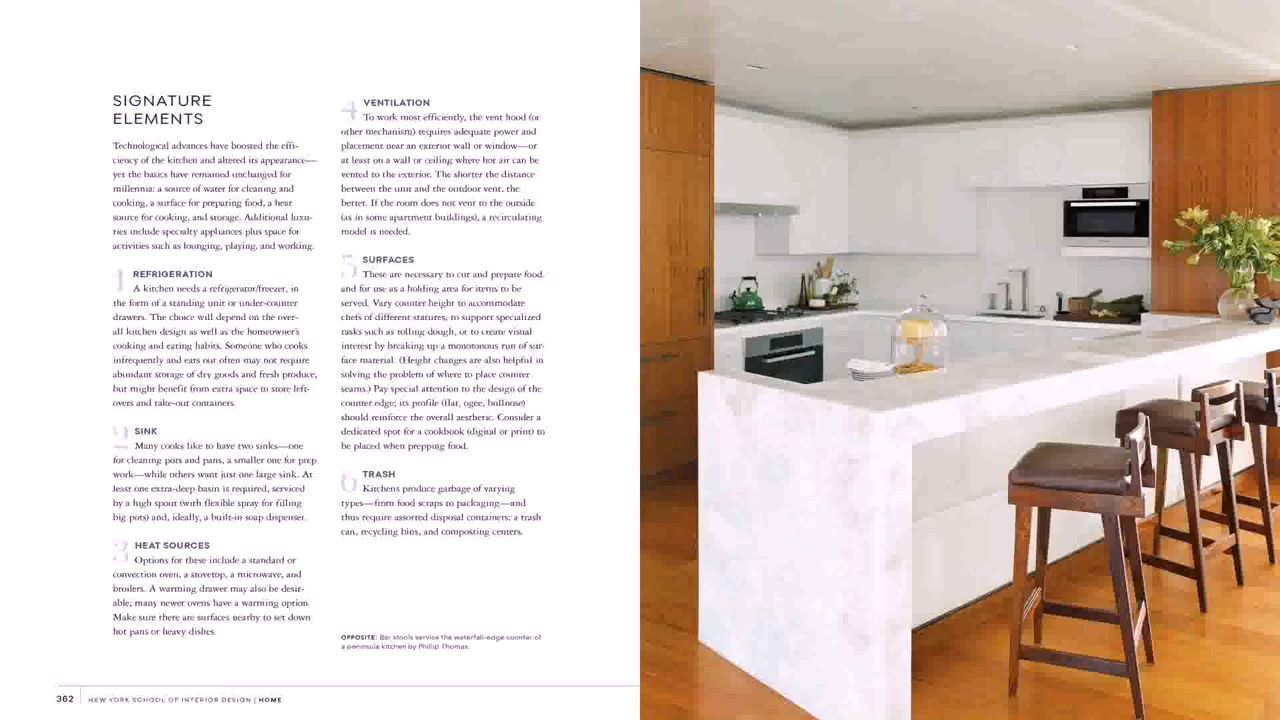 SIGNATURE
ELEMENTS
Technological advances have boosted the effi-
ciency of the kitchen and altered its appearance—
yet the basics have remained unchanged for
millennia: a source of water for cleaning and
cooking, a surface for preparing food, a heat
source for cooking, and storage. Additional luxu-
ries include specialty appliances plus space for
activities such as lounging, playing, and working.
1 REFRIGERATION
A kitchen needs a refrigerator/freezer, in
the form of a standing unit or under-counter
drawers. The choice will depend on the over-
all kitchen design as well as the homeowner's
cooking and eating habits. Someone who cooks
infrequently and eats out often may not require
abundant storage of dry goods and fresh produce,
but might benefit from extra space to store left-
overs and take-out containers.
2 SINK
Many cooks like to have two sinks—one
for cleaning pots and pans, a smaller one for prep
work—while others want just one large sink. At
least one extra-deep basin is required, serviced
by a high spout (with flexible spray for filling
big pots) and, ideally, a built-in soap dispenser.
3 HEAT SOURCES
Options for these include a standard or
convection oven, a stovetop, a microwave, and
broilers. A warming drawer may also be desir-
able; many newer ovens have a warming option.
Make sure there are surfaces nearby to set down
hot pans or heavy dishes.
4 VENTILATION
To work most efficiently, the vent hood (or
other mechanism) requires adequate power and
placement near an exterior wall or window—or
at least on a wall or ceiling where hot air can be
vented to the exterior. The shorter the distance
between the unit and the outdoor vent, the
better. If the room does not vent to the outside
(as in some apartment buildings), a recirculating
model is needed.
5 SURFACES
These are necessary to cut and prepare food,
and for use as a holding area for items to be
served. Vary counter height to accommodate
chefs of different statures, to support specialized
tasks such as rolling dough, or to create visual
interest by breaking up a monotonous run of sur-
face material. (Height changes are also helpful in
solving the problem of where to place counter
seams.) Pay special attention to the design of the
counter edge; its profile (flat, ogee, bullnose)
should reinforce the overall aesthetic. Consider a
dedicated spot for a cookbook (digital or print) to
be placed when prepping food.
6 TRASH
Kitchens produce garbage of varying
types—from food scraps to packaging—and
thus require assorted disposal containers: a trash
can, recycling bins, and composting centers.
OPPOSITE: Bar stools service the waterfall-edge counter of
a peninsula kitchen by Phillip Thomas.
362 NEW YORK SCHOOL OF INTERIOR DESIGN | HOME